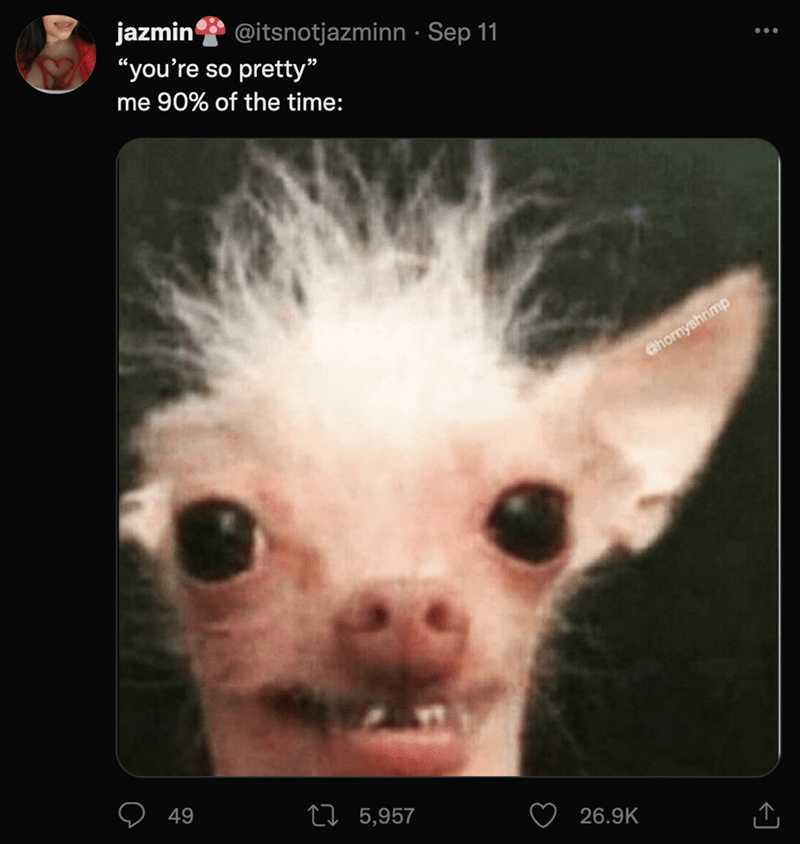 jazmin🍄 @itsnotjazminn · Sep 11
“you’re so pretty”
me 90% of the time:
@hornyshrimp
49 5,957 26.9K